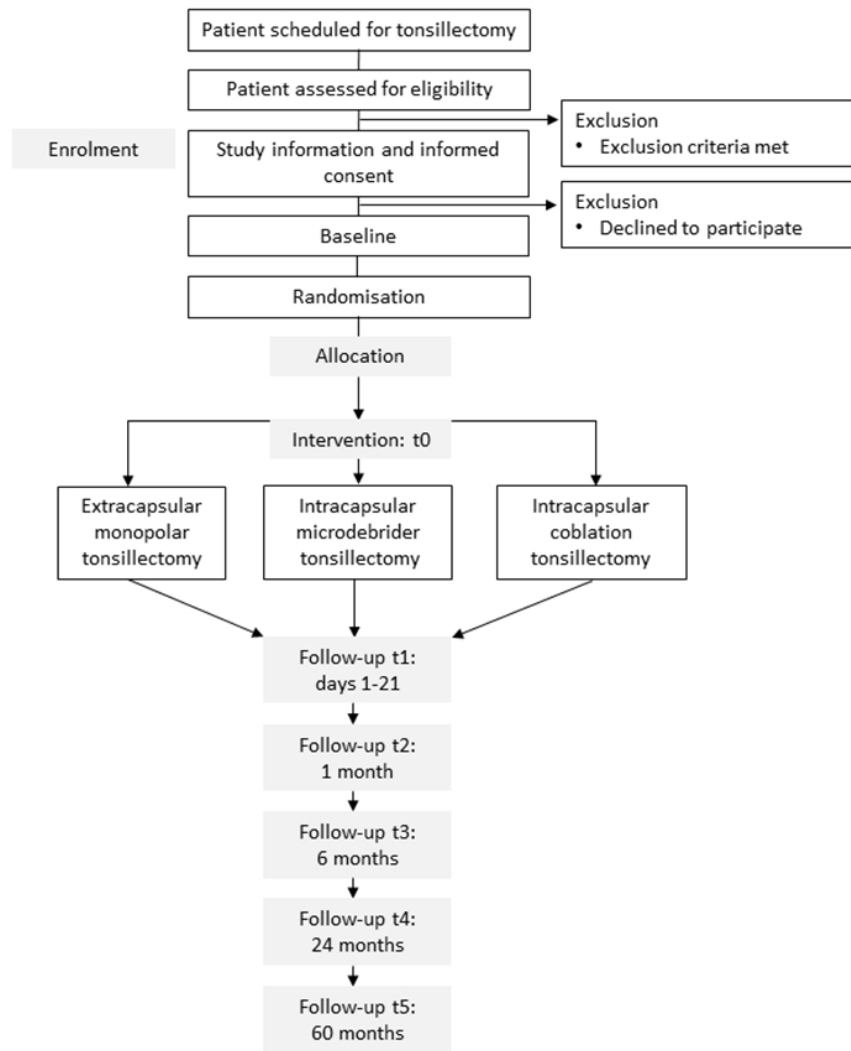 Patient scheduled for tonsillectomy
Patient assessed for eligibility
Exclusion
• Exclusion criteria met
Enrolment
Study information and informed
consent
Exclusion
• Declined to participate
Baseline
Randomisation
Allocation
Intervention: t0
Extracapsular
monopolar
tonsillectomy
Intracapsular
microdebrider
tonsillectomy
Intracapsular
coblation
tonsillectomy
Follow-up t1:
days 1-21
Follow-up t2:
1 month
Follow-up t3:
6 months
Follow-up t4:
24 months
Follow-up t5:
60 months